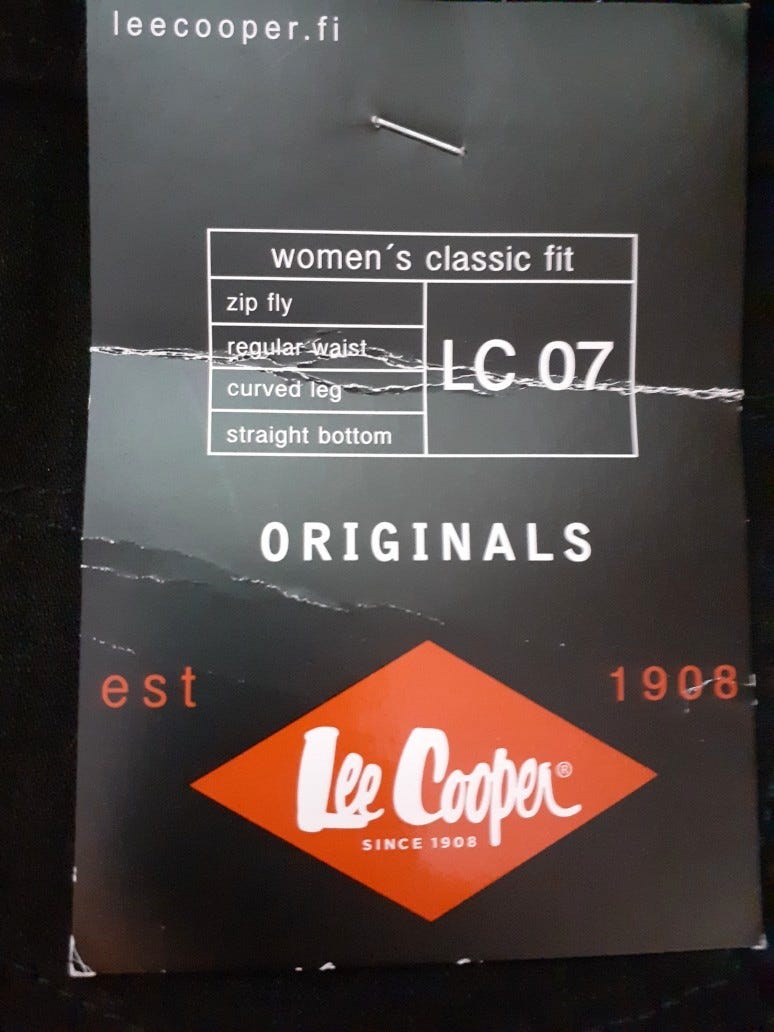 leecooper.fi
women´s classic fit
zip fly
regular waist
curved leg
straight bottom
LC 07
ORIGINALS
est 1908
Lee Cooper®
SINCE 1908